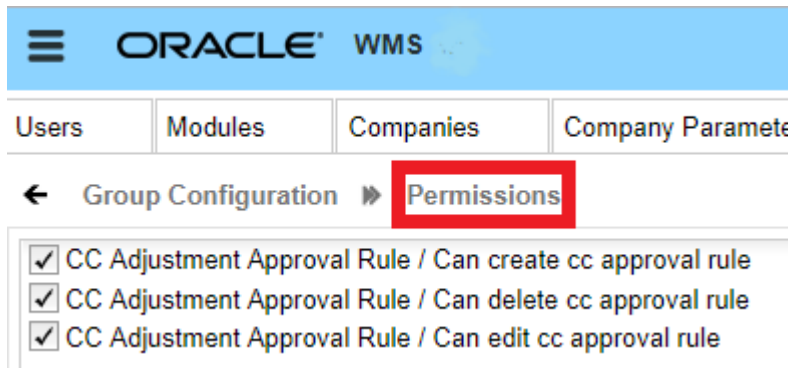 ORACLE WMS
Users Modules Companies Company Paramete
Group Configuration Permissions
CC Adjustment Approval Rule / Can create cc approval rule
CC Adjustment Approval Rule / Can delete cc approval rule
CC Adjustment Approval Rule / Can edit cc approval rule